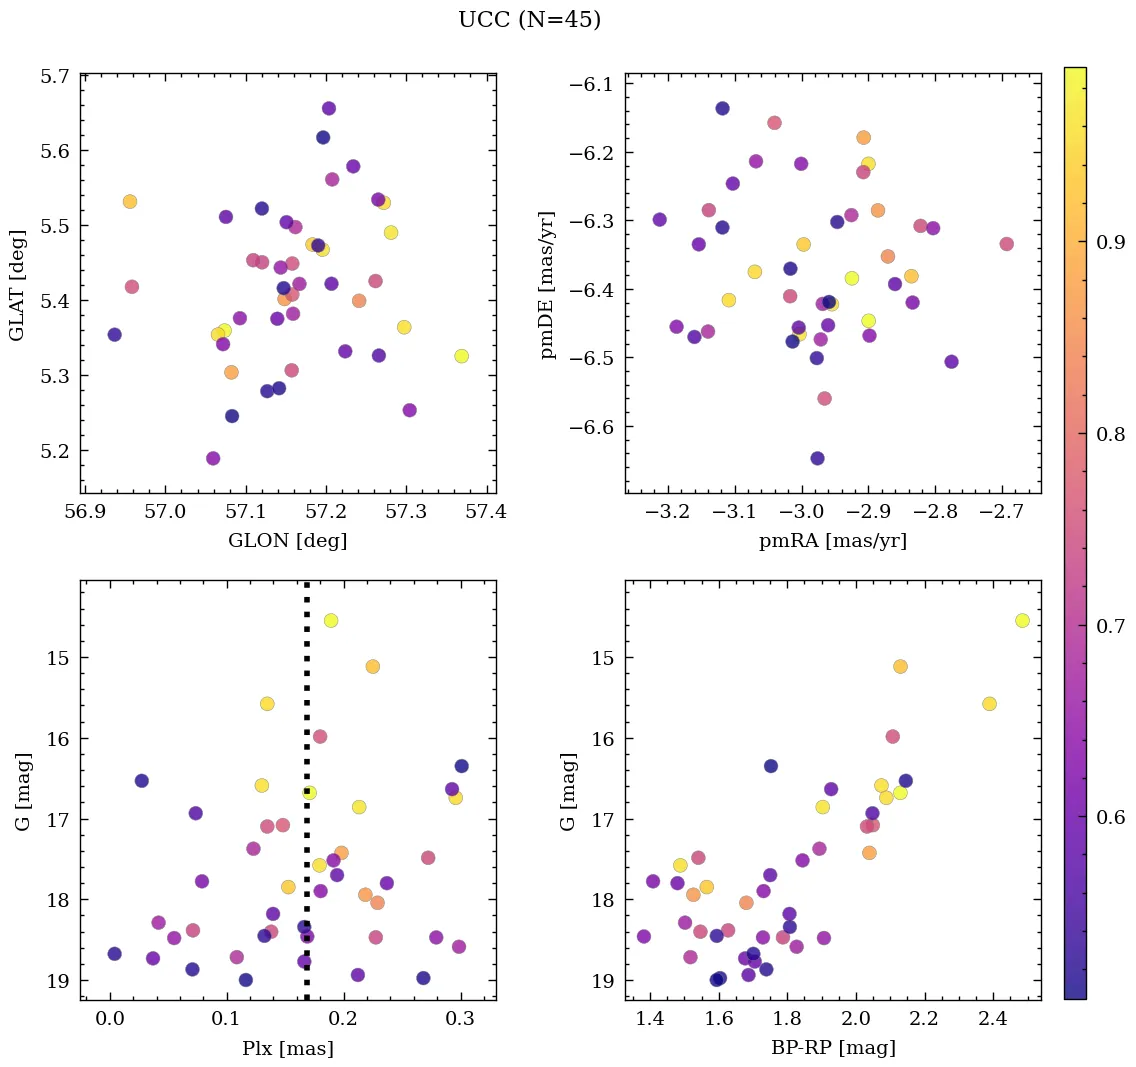 UCC (N=45)
5.7
5.6
5.5
5.4
5.3
5.2
GLAT [deg]
56.9 57.0 57.1 57.2 57.3 57.4
GLON [deg]
−6.1
−6.2
−6.3
−6.4
−6.5
−6.6
pmDE [mas/yr]
−3.2 −3.1 −3.0 −2.9 −2.8 −2.7
pmRA [mas/yr]
15
16
17
18
19
G [mag]
0.0 0.1 0.2 0.3
Plx [mas]
15
16
17
18
19
G [mag]
1.4 1.6 1.8 2.0 2.2 2.4
BP-RP [mag]
0.9
0.8
0.7
0.6